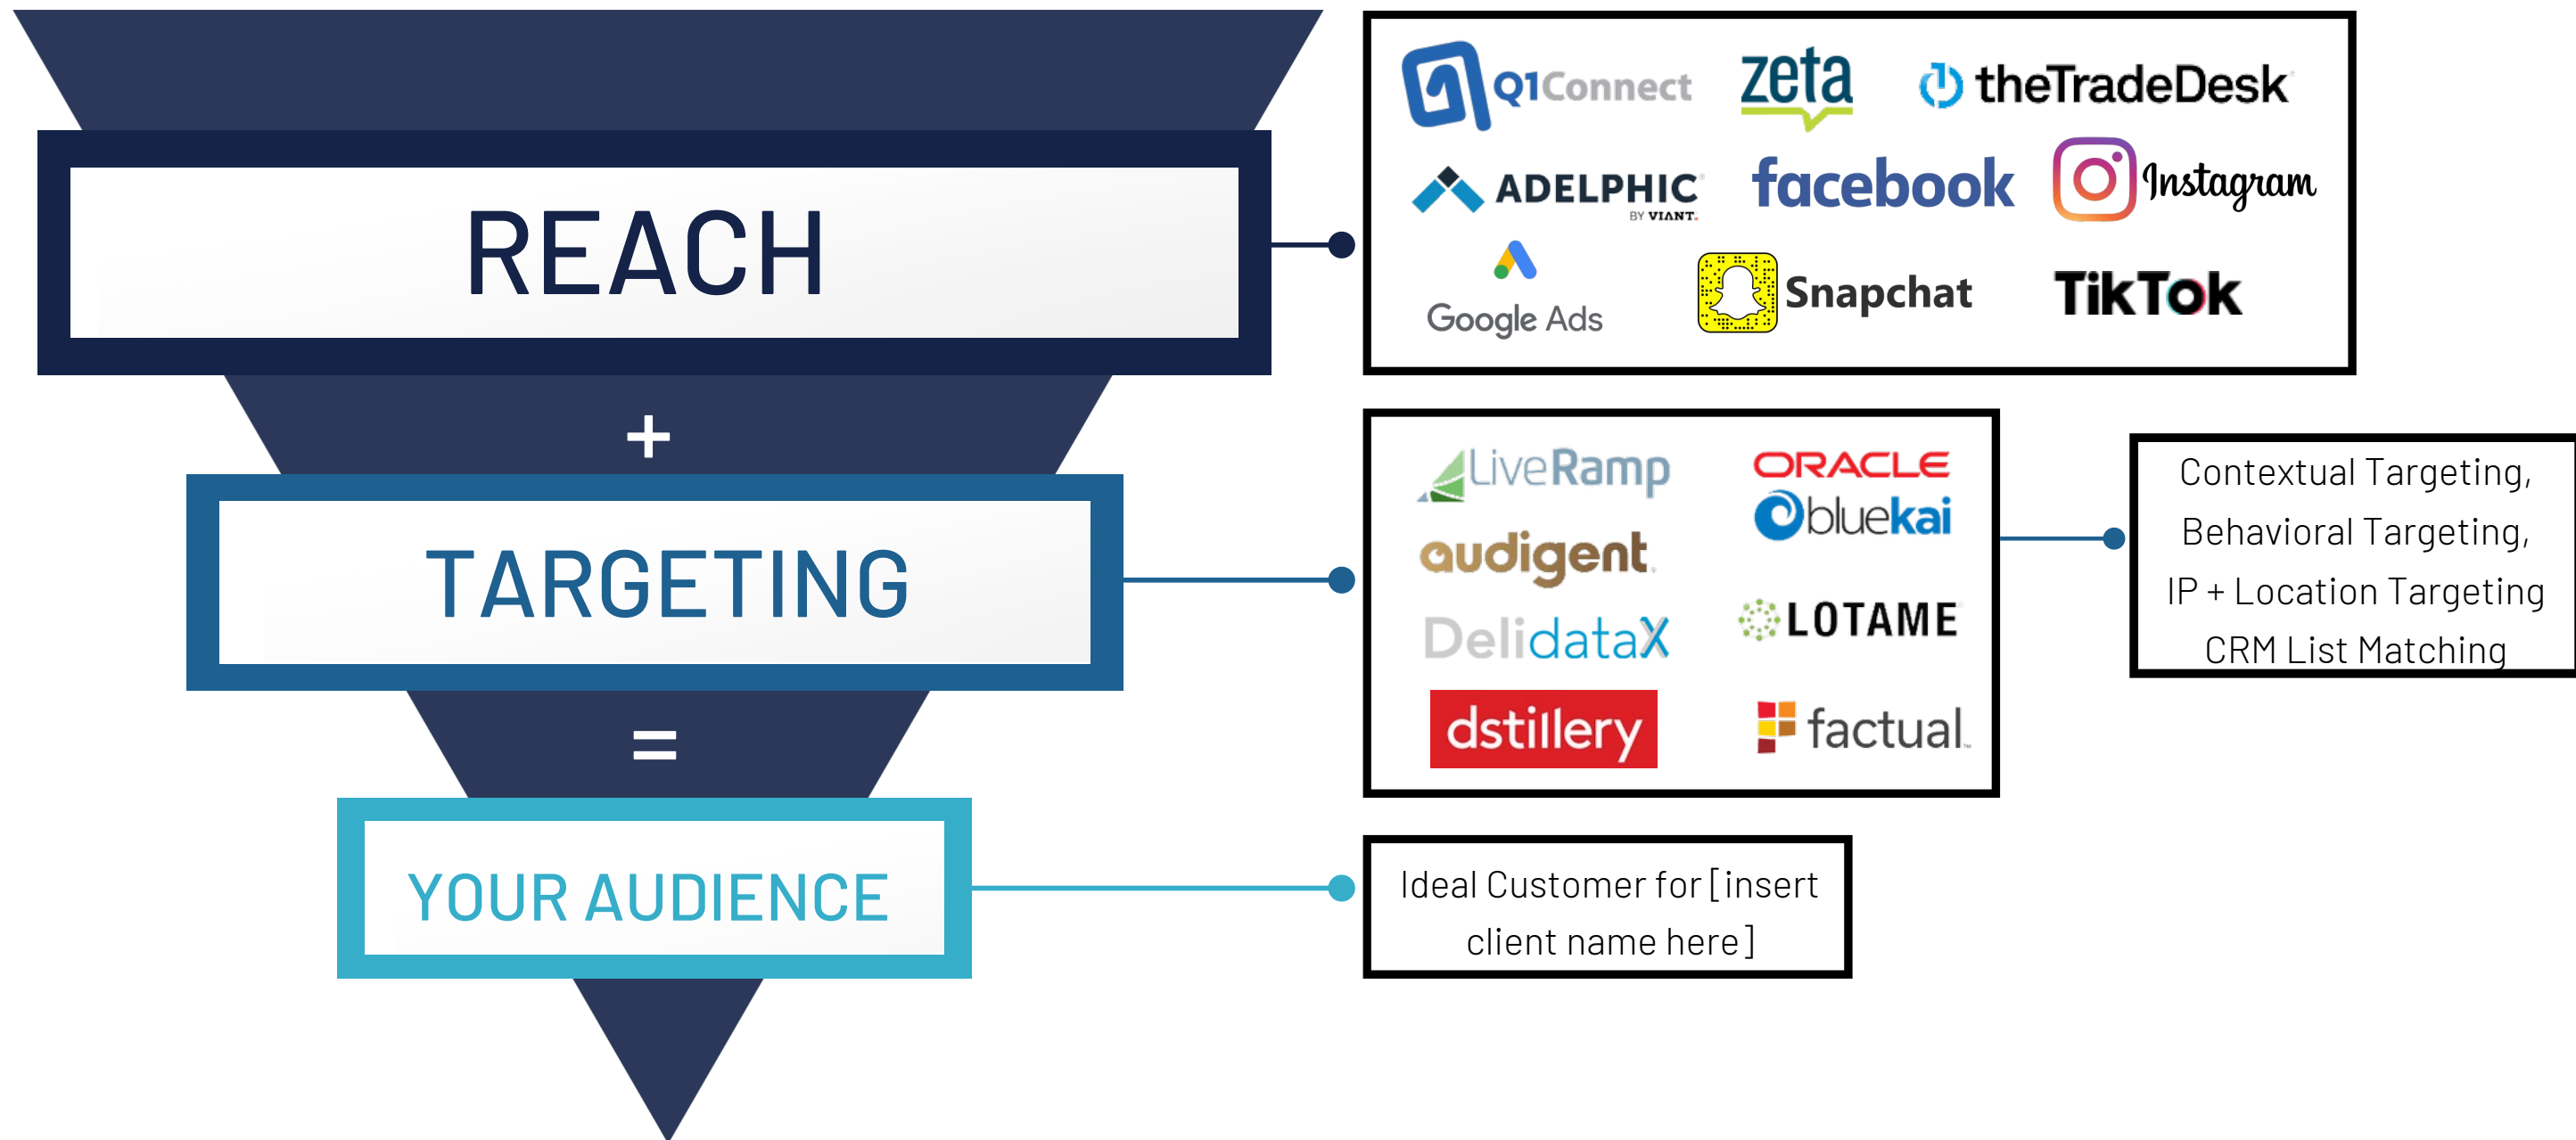 REACH
+
TARGETING
=
YOUR AUDIENCE
Q1Connect
zeta
theTradeDesk
ADELPHIC
BY VIANT.
facebook
Instagram
Google Ads
Snapchat
TikTok
LiveRamp
ORACLE
bluekai
audigent
DelidataX
LOTAME
dstillery
factual
Contextual Targeting,
Behavioral Targeting,
IP + Location Targeting
CRM List Matching
Ideal Customer for [insert
client name here]